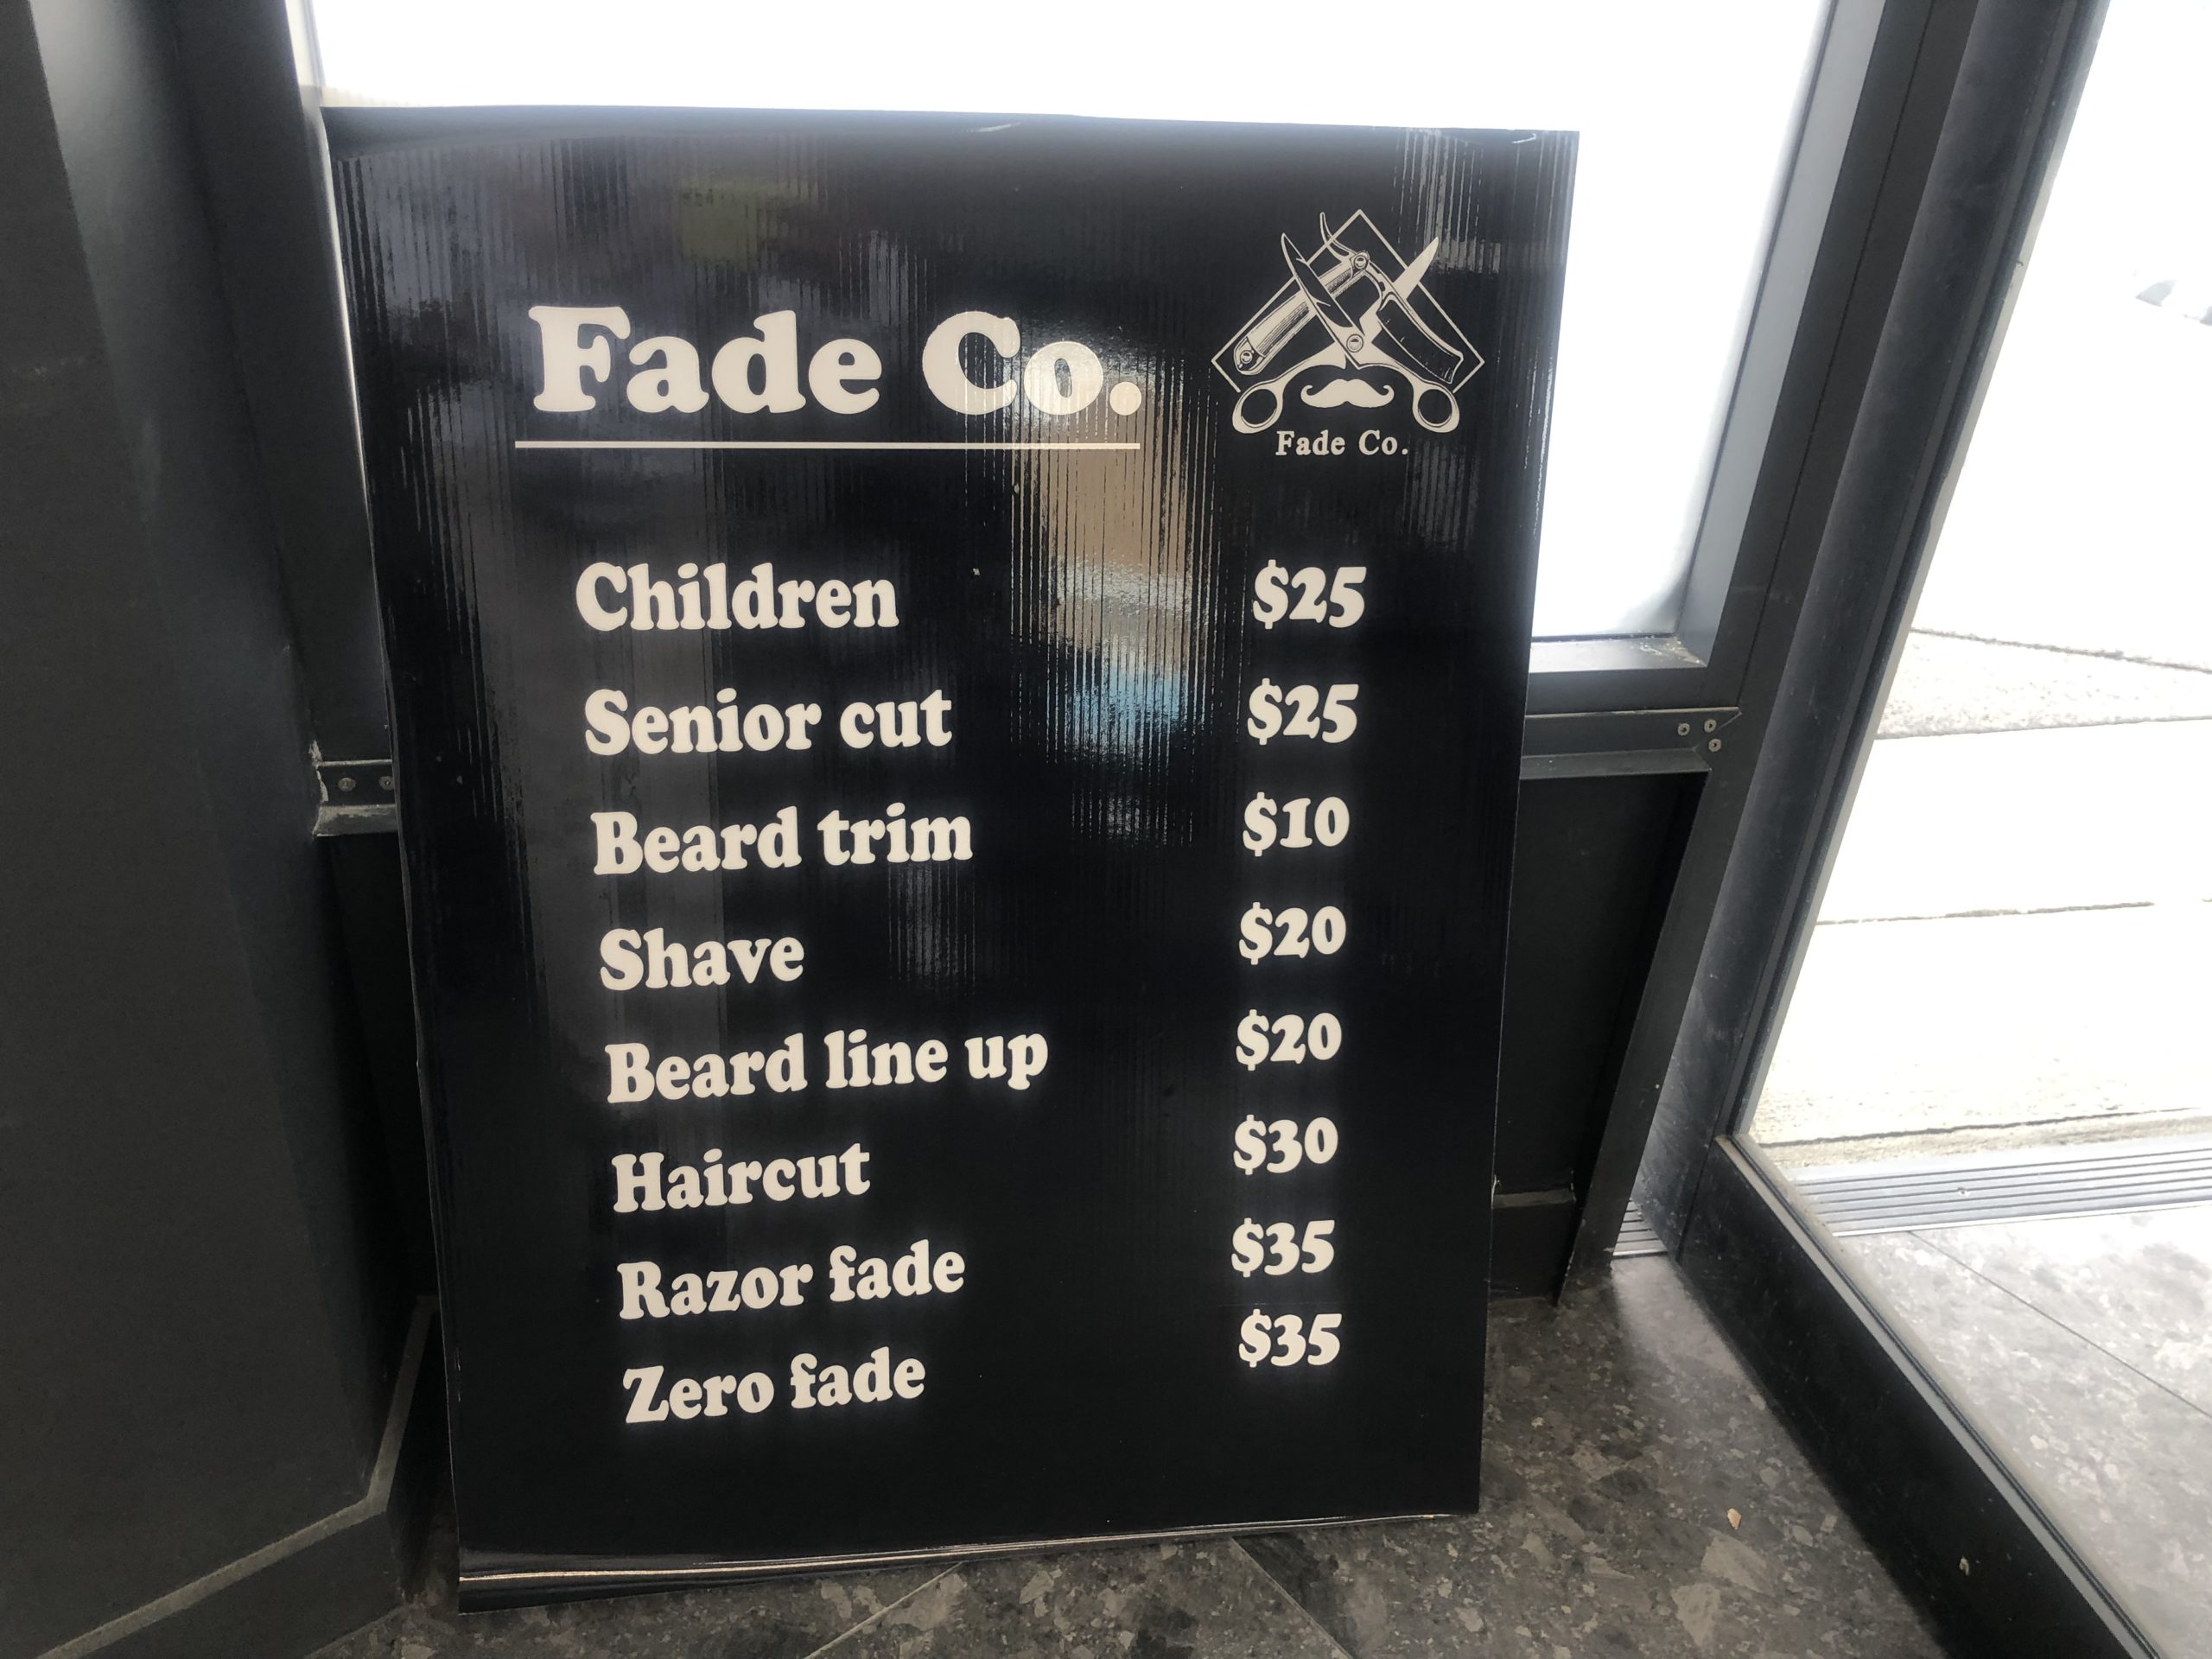 Fade Co.
Fade Co.
Children $25
Senior cut $25
Beard trim $10
Shave $20
Beard line up $20
Haircut $30
Razor fade $35
Zero fade $35